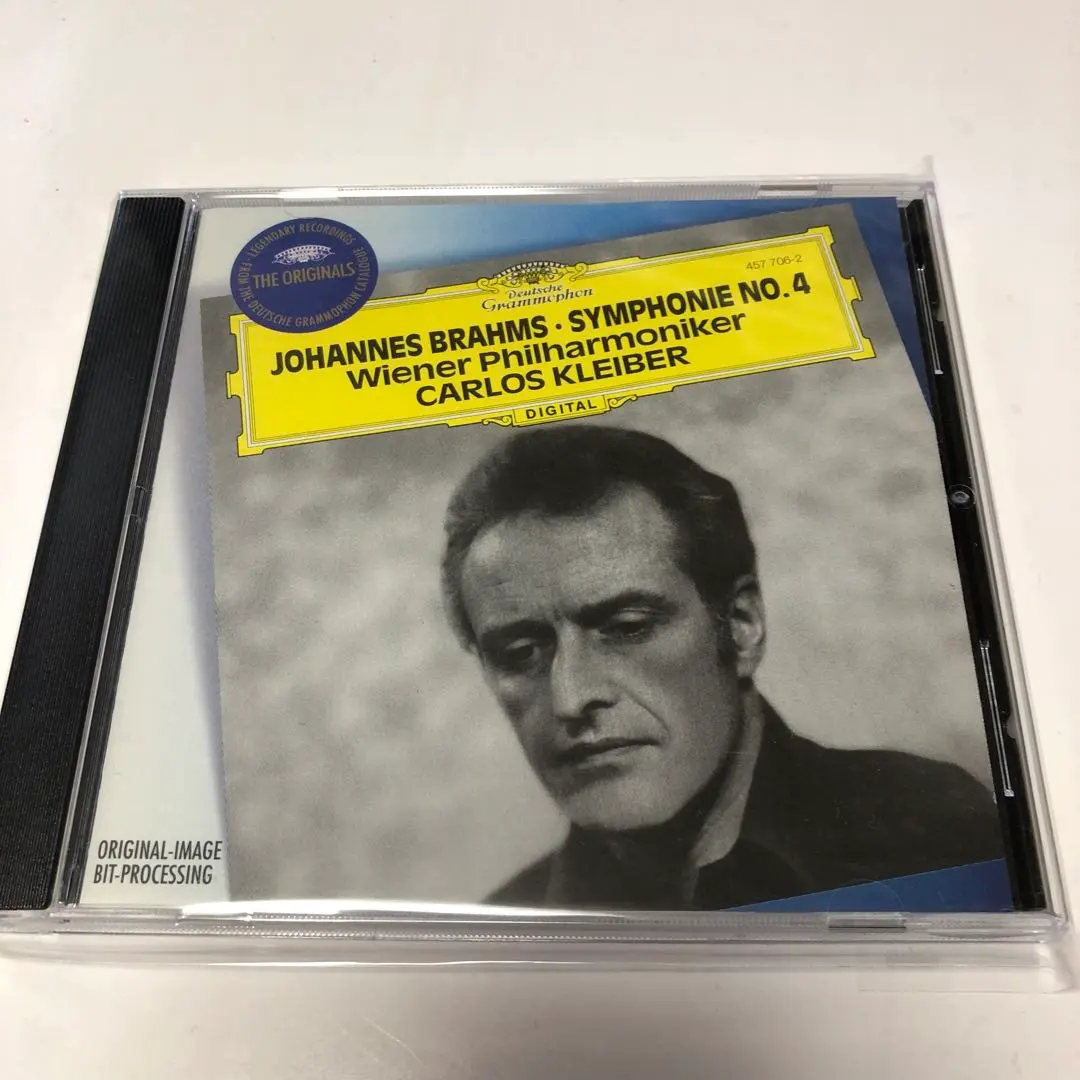 LEGENDARY RECORDINGS
THE ORIGINALS
FROM THE DEUTSCHE GRAMMOPHON CATALOGUE
Deutsche
Grammophon
457 706-2
JOHANNES BRAHMS · SYMPHONIE NO. 4
Wiener Philharmoniker
CARLOS KLEIBER
DIGITAL
ORIGINAL-IMAGE
BIT-PROCESSING